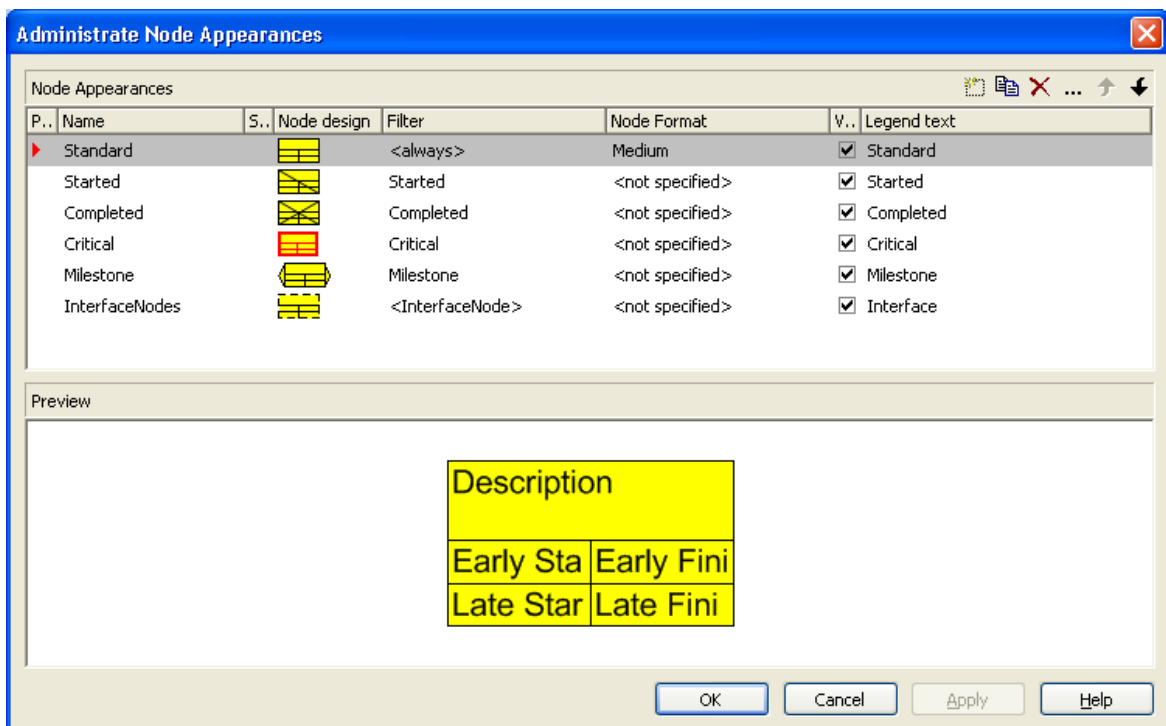 Administrate Node Appearances
Node Appearances
P.. Name S.. Node design Filter Node Format V.. Legend text
Standard <always> Medium Standard
Started Started <not specified> Started
Completed Completed <not specified> Completed
Critical Critical <not specified> Critical
Milestone Milestone <not specified> Milestone
InterfaceNodes <InterfaceNode> <not specified> Interface
Preview
Description
Early Sta Early Fini
Late Star Late Fini
OK Cancel Apply Help